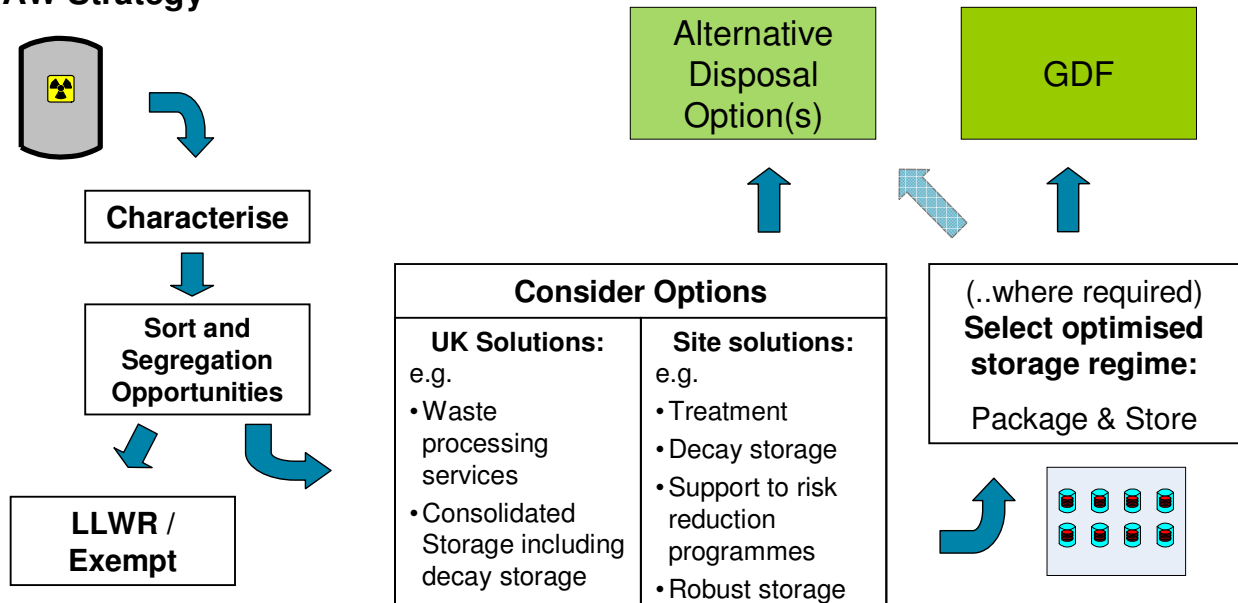 AW Strategy
Characterise
Sort and
Segregation
Opportunities
LLWR /
Exempt
Alternative
Disposal
Option(s)
GDF
Consider Options
UK Solutions:
e.g.
•Waste
processing
services
•Consolidated
Storage including
decay storage
Site solutions:
e.g.
•Treatment
•Decay storage
•Support to risk
reduction
programmes
•Robust storage
(..where required)
Select optimised
storage regime:
Package & Store